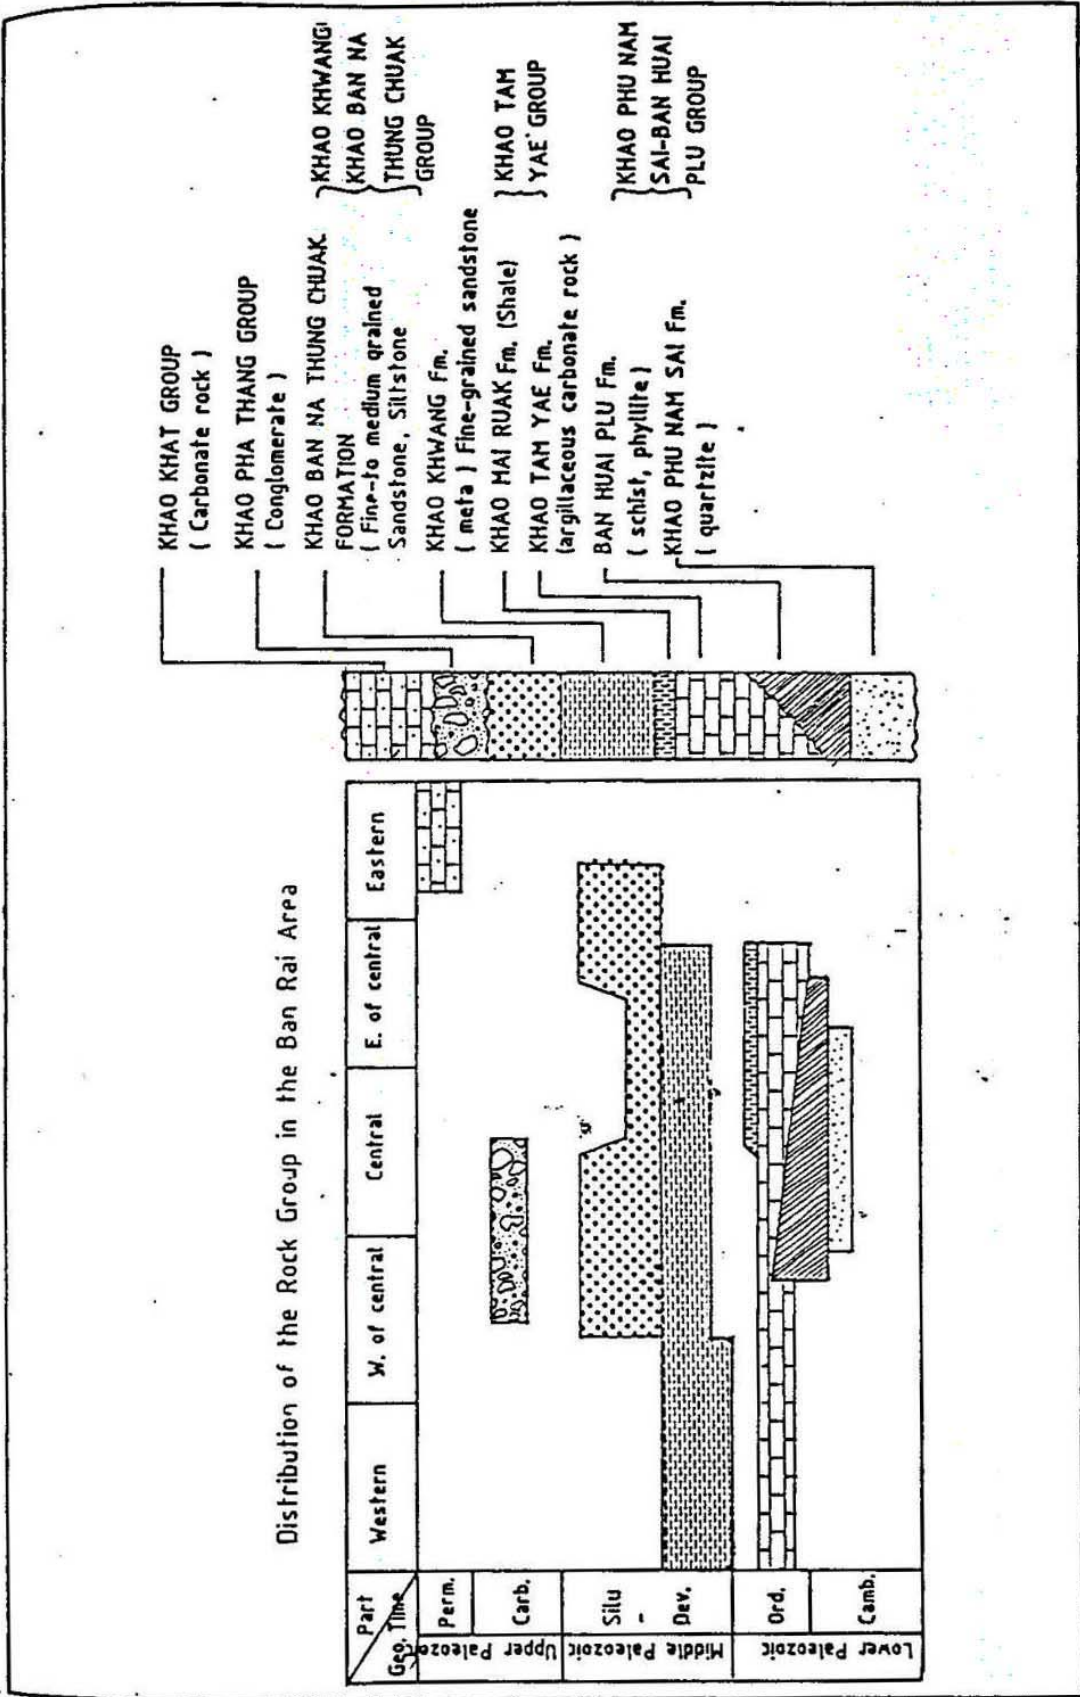 Distribution of the Rock Group in the Ban Rai Area
Part
Geo. Time
Western
W. of central
Central
E. of central
Eastern
Upper Paleozoic
Perm.
Carb.
Middle Paleozoic
Silu
-
Dev.
Lower Paleozoic
Ord.
Camb.
KHAO KHAT GROUP
( Carbonate rock )
KHAO PHA THANG GROUP
( Conglomerate )
KHAO BAN NA THUNG CHUAK
FORMATION
( Fine-to medium grained
Sandstone, Siltstone
KHAO KHWANG Fm.
( meta ) Fine-grained sandstone
KHAO MAI RUAK Fm. (Shale)
KHAO TAM YAE Fm.
(argillaceous carbonate rock )
BAN HUAI PLU Fm.
( schist, phyllite )
KHAO PHU NAM SAI Fm.
( quartzite )
KHAO KHWANG
KHAO BAN NA
THUNG CHUAK
GROUP
KHAO TAM
YAE GROUP
KHAO PHU NAM
SAI-BAN HUAI
PLU GROUP